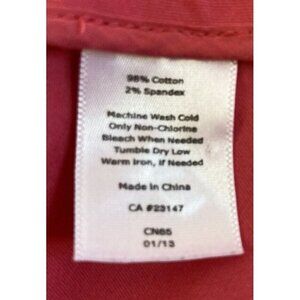 98% Cotton
2% Spandex
Machine Wash Cold
Only Non-Chlorine
Bleach When Needed
Tumble Dry Low
Warm Iron, if Needed
Made in China
CA #23147
CN65
01/13